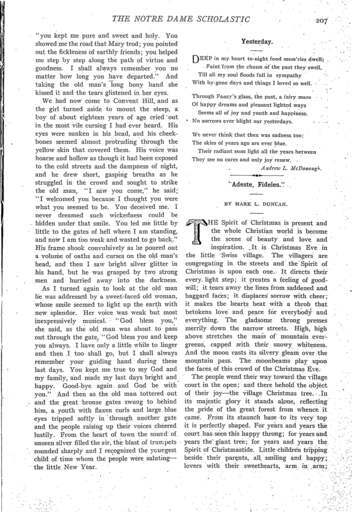 THE NOTRE DAME SCHOLASTIC 207
"you kept me pure and sweet and holy. You
showed me the road that Mary trod; you pointed
out the fickleness of earthly friends; you helped
me step by step along the path of virtue and
goodness. I shall always remember you no
matter how long you have departed." And
taking the old man's long bony hand she
kissed it and the tears glistened in her eyes.
We had now come to Convent Hill, and as
the girl turned aside to mount the steep, a
boy of about eighteen years of age cried out
in the most vile cursing I had ever heard. His
eyes were sunken in his head, and his cheek-
bones seemed almost protruding through the
yellow skin that covered them. His voice was
hoarse and hollow as though it had been exposed
to the cold streets and the dampness of night,
and he drew short, gasping breaths as he
struggled in the crowd and sought to strike
the old man, "I saw you come," he said;
"I welcomed you because I thought you were
what you seemed to be. You deceived me. I
never dreamed such wickedness could be
hidden under that smile. You led me little by
little to the gates of hell where I am standing,
and now I am too weak and wasted to go back."
His frame shook convulsively as he poured out
a volume of oaths and curses on the old man's
head, and then I saw bright silver glitter in
his hand, but he was grasped by two strong
men and hurried away into the darkness.
As I turned again to look at the old man
he was addressed by a sweet-faced old woman,
whose smile seemed to light up the earth with
new splendor. Her voice was weak but most
inexpressively musical. "God bless you,"
she said, as the old man was about to pass
out through the gate, "God bless you and keep
you always. I have only a little while to linger
and then I too shall go, but I shall always
remember your guiding hand during these
last days. You kept me true to my God and
my family, and made my last days bright and
happy. Good-bye again and God be with
you." And then as the old man tottered out
and the great bronze gates swung to behind
him, a youth with flaxen curls and large blue
eyes tripped softly in through another gate
and the people raising up their voices cheered
lustily. From the heart of town the sound of
unseen silver filled the air, the blast of trumpets
sounded sharply and I recognized the youngest
child of time whom the people were saluting—
the little New Year.
Yesterday.
DEEP in my heart to-night fond mem'ries dwell;
Faint from the chasm of the past they swell,
Till all my soul floods full in sympathy
With by-gone days and things I loved so well.
Through Fancy's glass, the past, a fairy maze
Of happy dreams and pleasant lighted ways
Seems all of joy and youth and happiness.
No sorrows ever blight our yesterdays.
We never think that then was sadness too;
The skies of years ago are ever blue.
Their radiant suns light all the years between
They see no cares and only joy renew.
Andrew L. McDonough.
"Adeste, Fideles."
BY MARK L. DUNCAN.
THE Spirit of Christmas is present and
the whole Christian world is become
the scene of beauty and love and
inspiration. It is Christmas Eve in
the little Swiss village. The villagers are
congregating in the streets and the Spirit of
Christmas is upon each one. It directs their
every light step; it creates a feeling of good-
will; it tears away the lines from saddened and
haggard faces; it displaces sorrow with cheer;
it makes the hearts beat with a throb that
betokens love and peace for everybody and
everything. The gladsome throng presses
merrily down the narrow streets. High, high
above stretches the mass of mountain ever-
greens, capped with their snowy whiteness.
And the moon casts its silvery gleam over the
mountain pass. The moonbeams play upon
the faces of this crowd of the Christmas Eve.
The people wend their way toward the village
court in the open; and there behold the object
of their joy—the village Christmas tree. In
its majestic glory it stands alone, reflecting
the pride of the great forest from whence it
came. From its staunch base to its very top
it is perfectly shaped. For years and years the
court has seen this happy throng; for years and
years the giant tree; for years and years the
Spirit of Christmastide. Little children tripping
beside their parents, all smiling and happy;
lovers with their sweethearts, arm in arm;